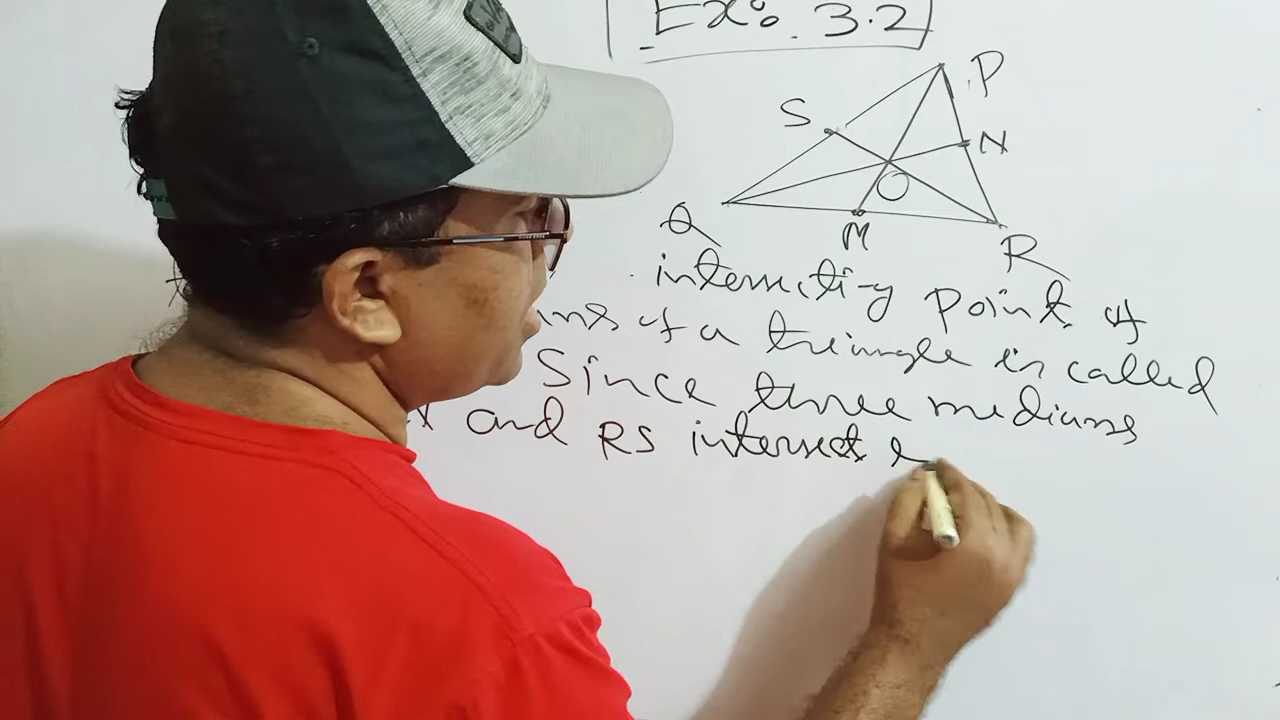 Ex: 3.2
P
S
N
O
Q
M
R
intersecting point of
of a triangle is called
Since three medians
and RS intersect